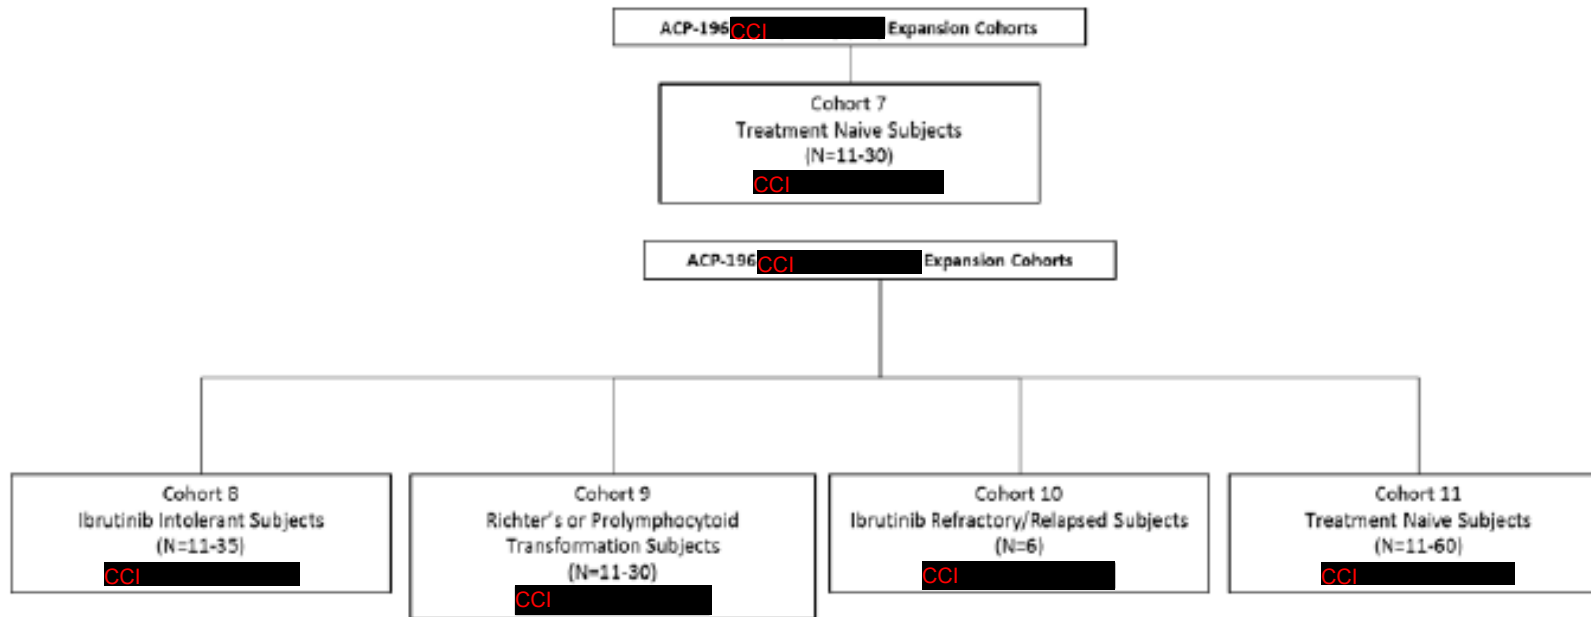 ACP-196 CCI Expansion Cohorts
Cohort 7
Treatment Naive Subjects
(N=11-30)
CCI
ACP-196 CCI Expansion Cohorts
Cohort 8
Ibrutinib Intolerant Subjects
(N=11-35)
CCI
Cohort 9
Richter's or Prolymphocytoid
Transformation Subjects
(N=11-30)
CCI
Cohort 10
Ibrutinib Refractory/Relapsed Subjects
(N=6)
CCI
Cohort 11
Treatment Naive Subjects
(N=11-60)
CCI